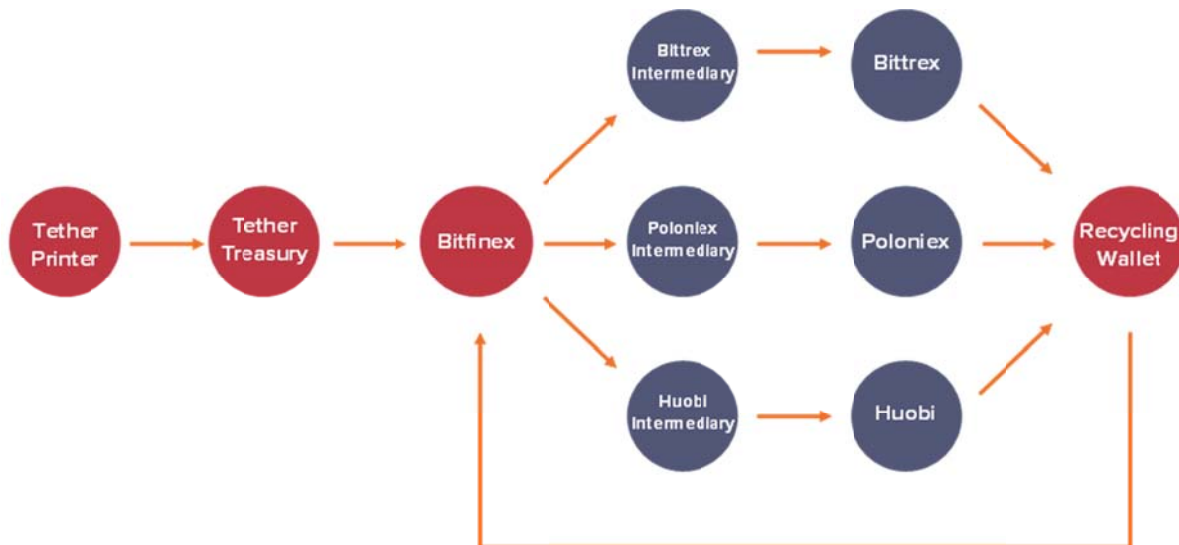 Tether
Printer
Tether
Treasury
Bitfinex
Bittrex
Intermediary
Bittrex
Poloniex
Intermediary
Poloniex
Huobi
Intermediary
Huobi
Recycling
Wallet